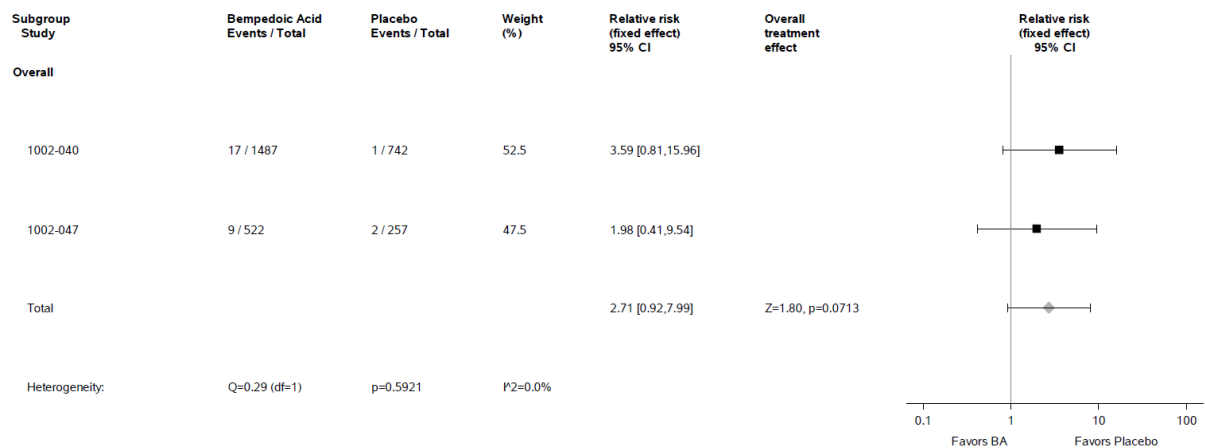 Subgroup Bempedoic Acid Placebo Weight Relative risk Overall Relative risk
Study Events / Total Events / Total (%) (fixed effect) treatment (fixed effect)
95% CI effect 95% CI
Overall
1002-040 17 / 1487 1 / 742 52.5 3.59 [0.81,15.96]
1002-047 9 / 522 2 / 257 47.5 1.98 [0.41,9.54]
Total 2.71 [0.92,7.99] Z=1.80, p=0.0713
Heterogeneity: Q=0.29 (df=1) p=0.5921 I^2=0.0%
0.1 1 10 100
Favors BA Favors Placebo